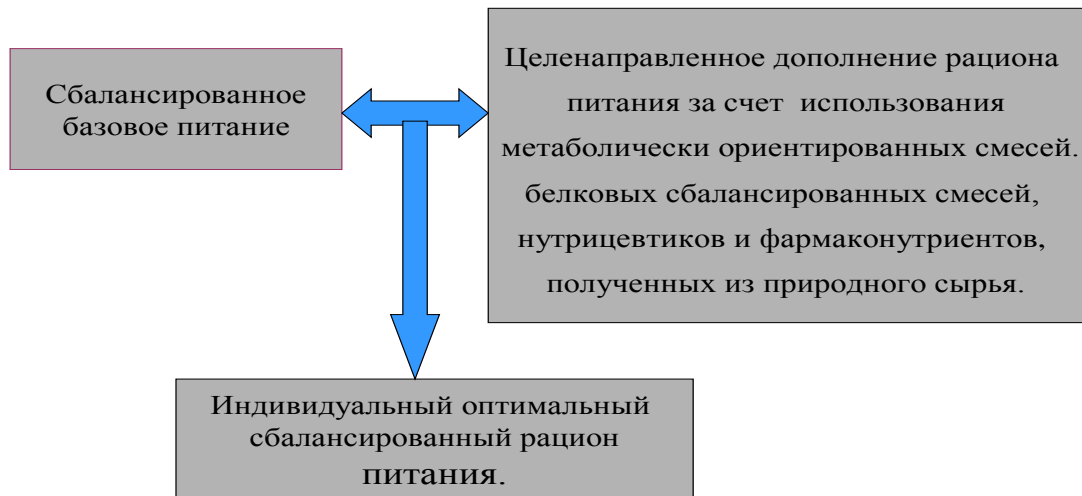 Сбалансированное
базовое питание
Целенаправленное дополнение рациона
питания за счет использования
метаболически ориентированных смесей.
белковых сбалансированных смесей,
нутрицевтиков и фармаконутриентов,
полученных из природного сырья.
Индивидуальный оптимальный
сбалансированный рацион
питания.